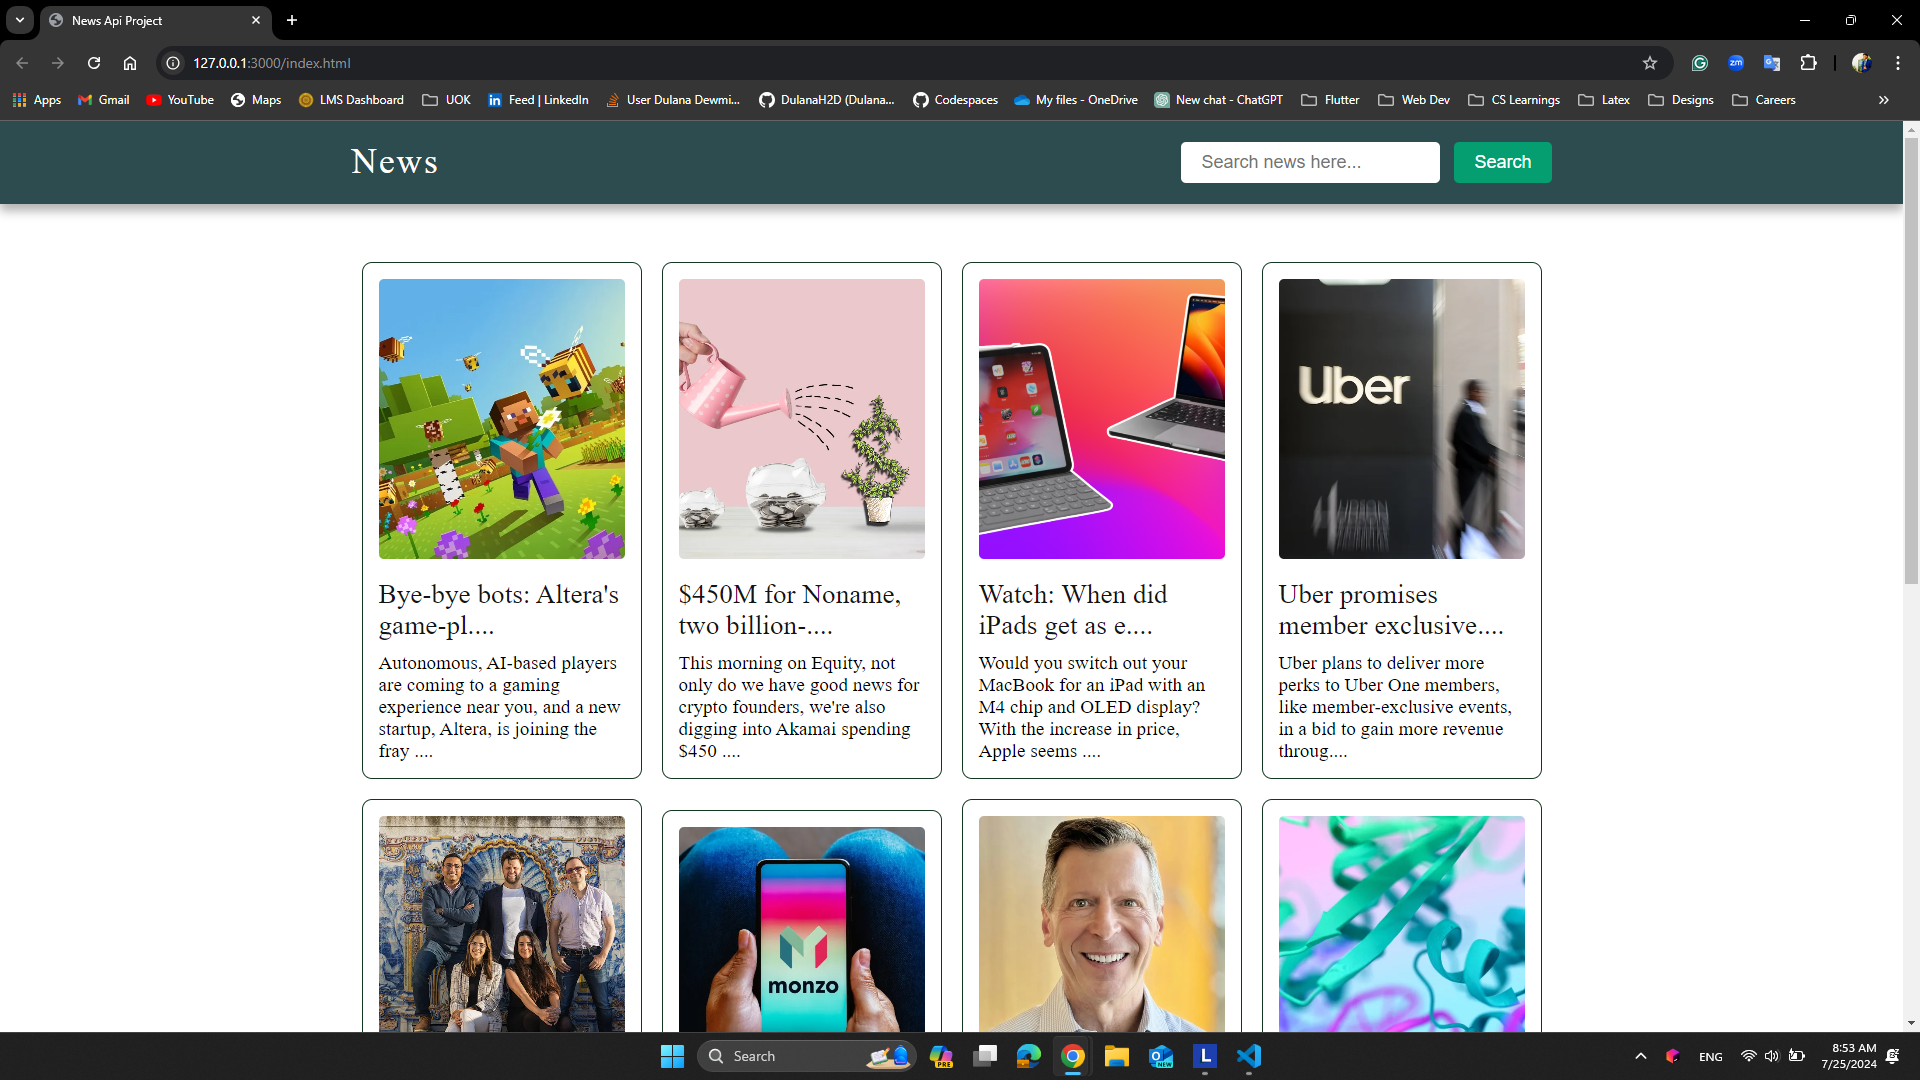 News Api Project
127.0.0.1:3000/index.html
Apps
Gmail
YouTube
Maps
LMS Dashboard
UOK
Feed | LinkedIn
User Dulana Dewmi...
DulanaH2D (Dulana...
Codespaces
My files - OneDrive
New chat - ChatGPT
Flutter
Web Dev
CS Learnings
Latex
Designs
Careers
News
Search news here...
Search
Uber
Bye-bye bots: Altera's
game-pl....
Autonomous, AI-based players
are coming to a gaming
experience near you, and a new
startup, Altera, is joining the
fray ....
$450M for Noname,
two billion-....
This morning on Equity, not
only do we have good news for
crypto founders, we're also
digging into Akamai spending
$450 ....
Watch: When did
iPads get as e....
Would you switch out your
MacBook for an iPad with an
M4 chip and OLED display?
With the increase in price,
Apple seems ....
Uber promises
member exclusive....
Uber plans to deliver more
perks to Uber One members,
like member-exclusive events,
in a bid to gain more revenue
throug....
monzo
Search
PRE
NEW
L
ENG
8:53 AM
7/25/2024